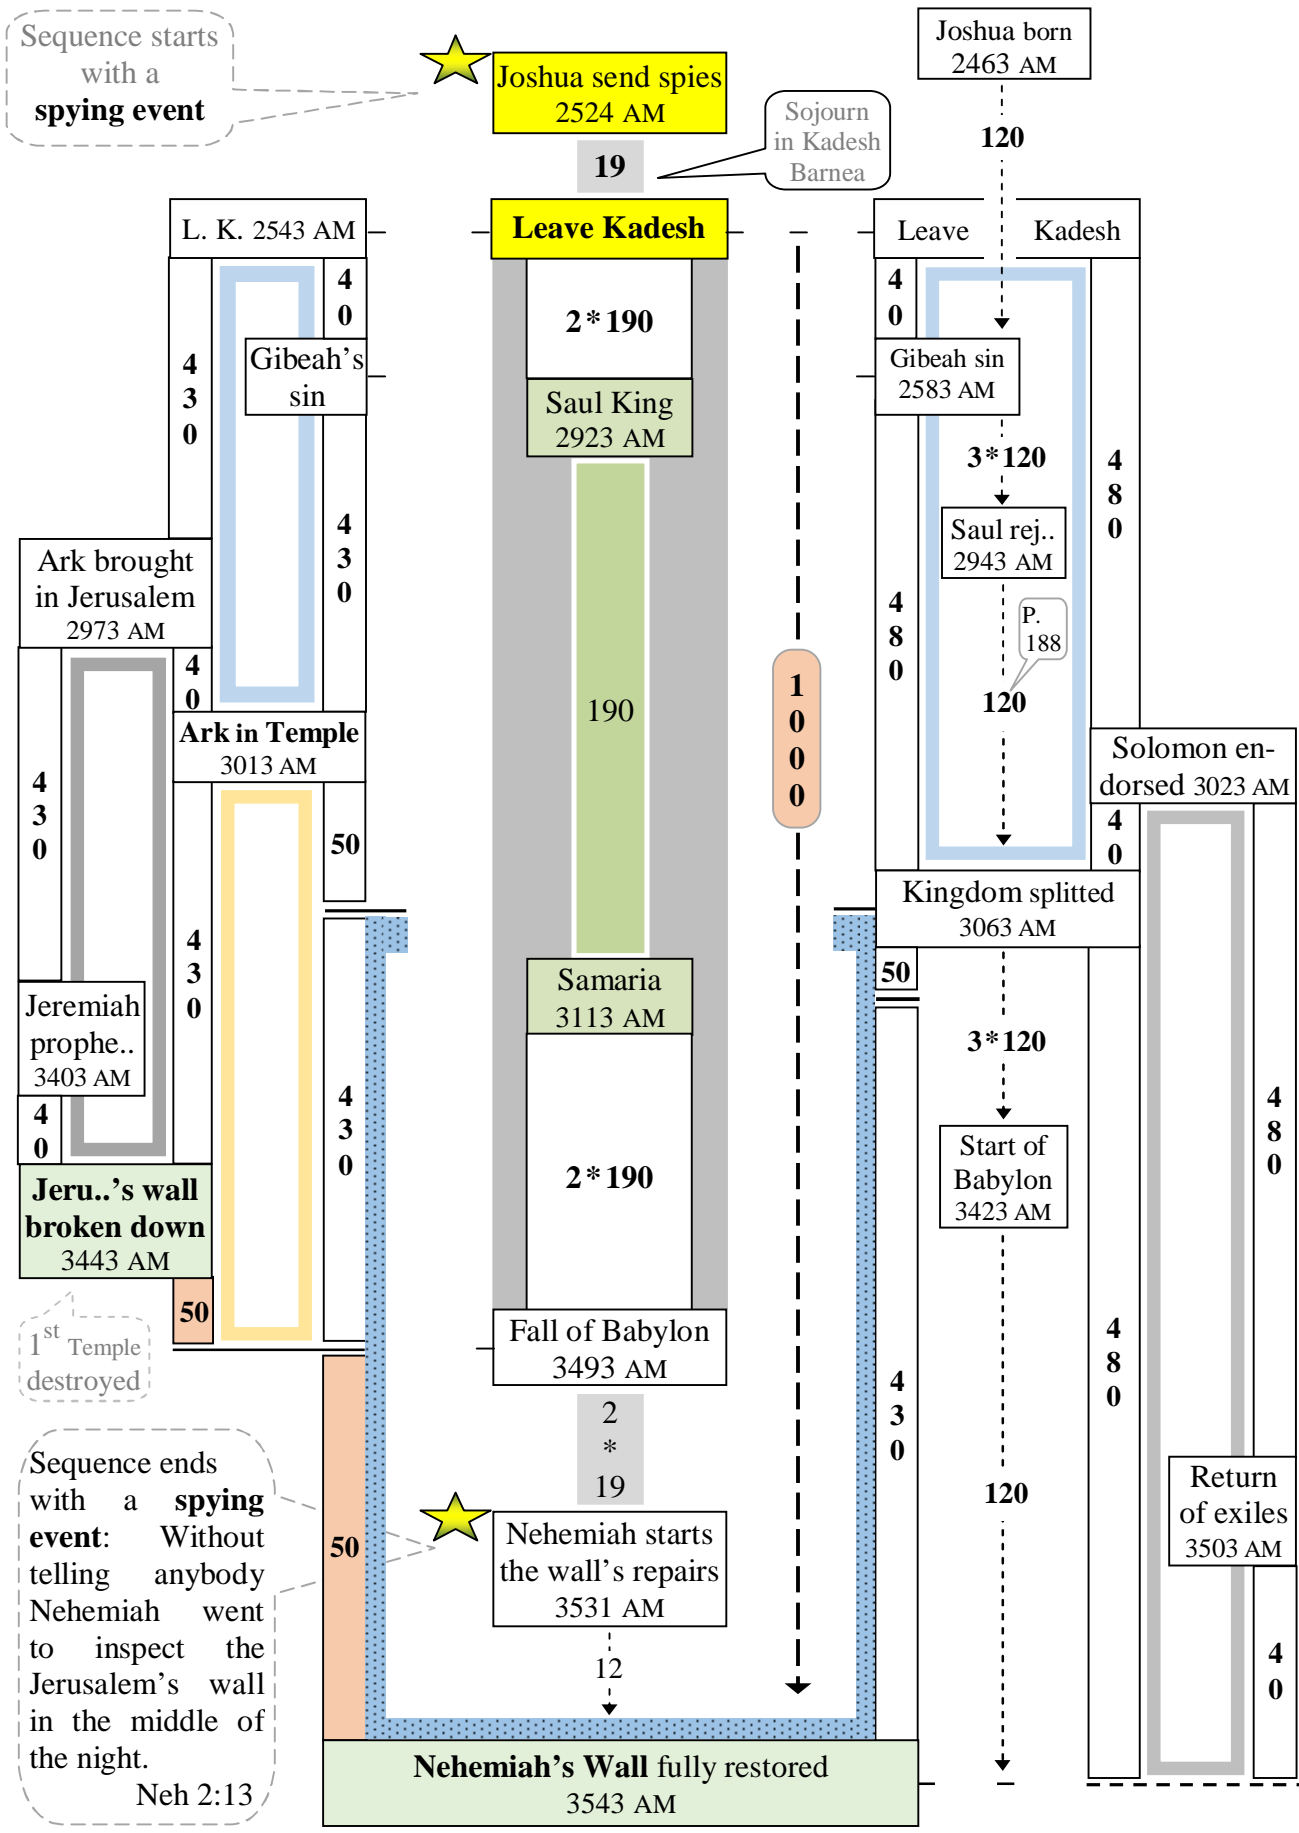 Sequence starts
with a
spying event
Joshua send spies
2524 AM
Joshua born
2463 AM
120
Sojourn
in Kadesh
Barnea
19
L. K. 2543 AM
Leave Kadesh
Leave Kadesh
4
0
4
3
0
Gibeah's
sin
4
3
0
2*190
Saul King
2923 AM
190
4
0
Gibeah sin
2583 AM
3*120
4
8
0
Saul rej..
2943 AM
P.
188
120
4
8
0
1
0
0
0
Ark brought
in Jerusalem
2973 AM
4
0
Ark in Temple
3013 AM
4
3
0
50
4
3
0
Solomon en-
dorsed 3023 AM
4
0
Kingdom splitted
3063 AM
50
Samaria
3113 AM
Jeremiah
prophe..
3403 AM
4
0
4
3
0
3*120
4
8
0
Start of
Babylon
3423 AM
2*190
Jeru..'s wall
broken down
3443 AM
50
1st Temple
destroyed
Fall of Babylon
3493 AM
2
*
19
4
8
0
4
3
0
Sequence ends
with a spying
event: Without
telling anybody
Nehemiah went
to inspect the
Jerusalem's wall
in the middle of
the night.
Neh 2:13
50
Nehemiah starts
the wall's repairs
3531 AM
12
120
Return
of exiles
3503 AM
4
0
Nehemiah's Wall fully restored
3543 AM